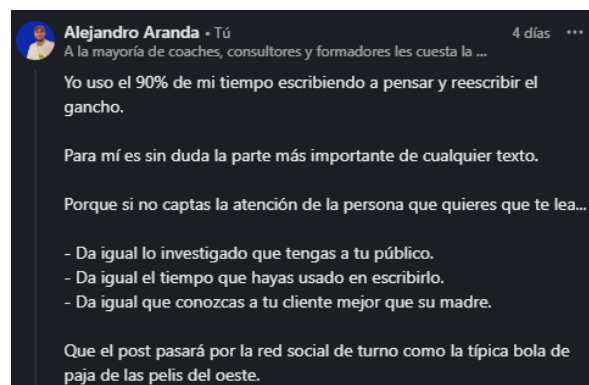 Alejandro Aranda • Tú
4 días
A la mayoría de coaches, consultores y formadores les cuesta la ...
Yo uso el 90% de mi tiempo escribiendo a pensar y reescribir el
gancho.
Para mí es sin duda la parte más importante de cualquier texto.
Porque si no captas la atención de la persona que quieres que te lea...
- Da igual lo investigado que tengas a tu público.
- Da igual el tiempo que hayas usado en escribirlo.
- Da igual que conozcas a tu cliente mejor que su madre.
Que el post pasará por la red social de turno como la típica bola de
paja de las pelis del oeste.